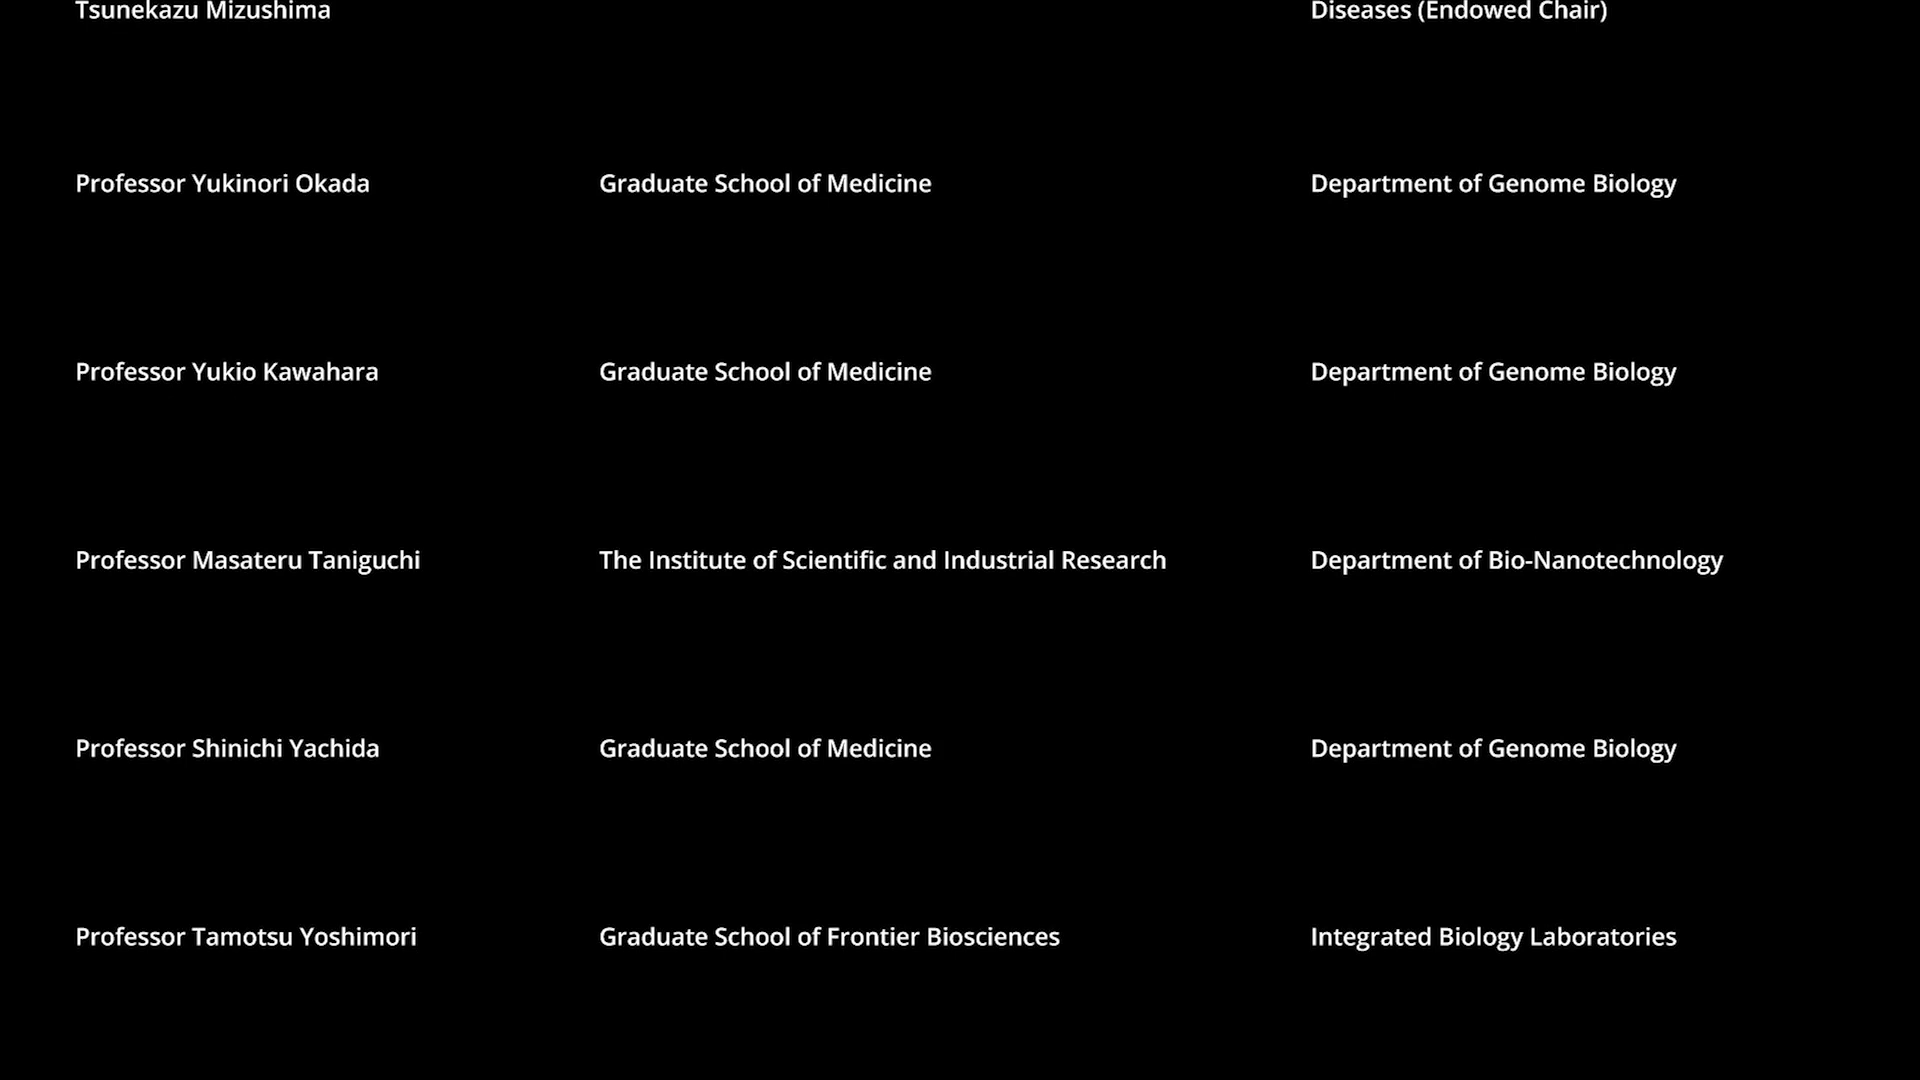 Tsunekazu Mizushima Diseases (Endowed Chair)
Professor Yukinori Okada Graduate School of Medicine Department of Genome Biology
Professor Yukio Kawahara Graduate School of Medicine Department of Genome Biology
Professor Masateru Taniguchi The Institute of Scientific and Industrial Research Department of Bio-Nanotechnology
Professor Shinichi Yachida Graduate School of Medicine Department of Genome Biology
Professor Tamotsu Yoshimori Graduate School of Frontier Biosciences Integrated Biology Laboratories